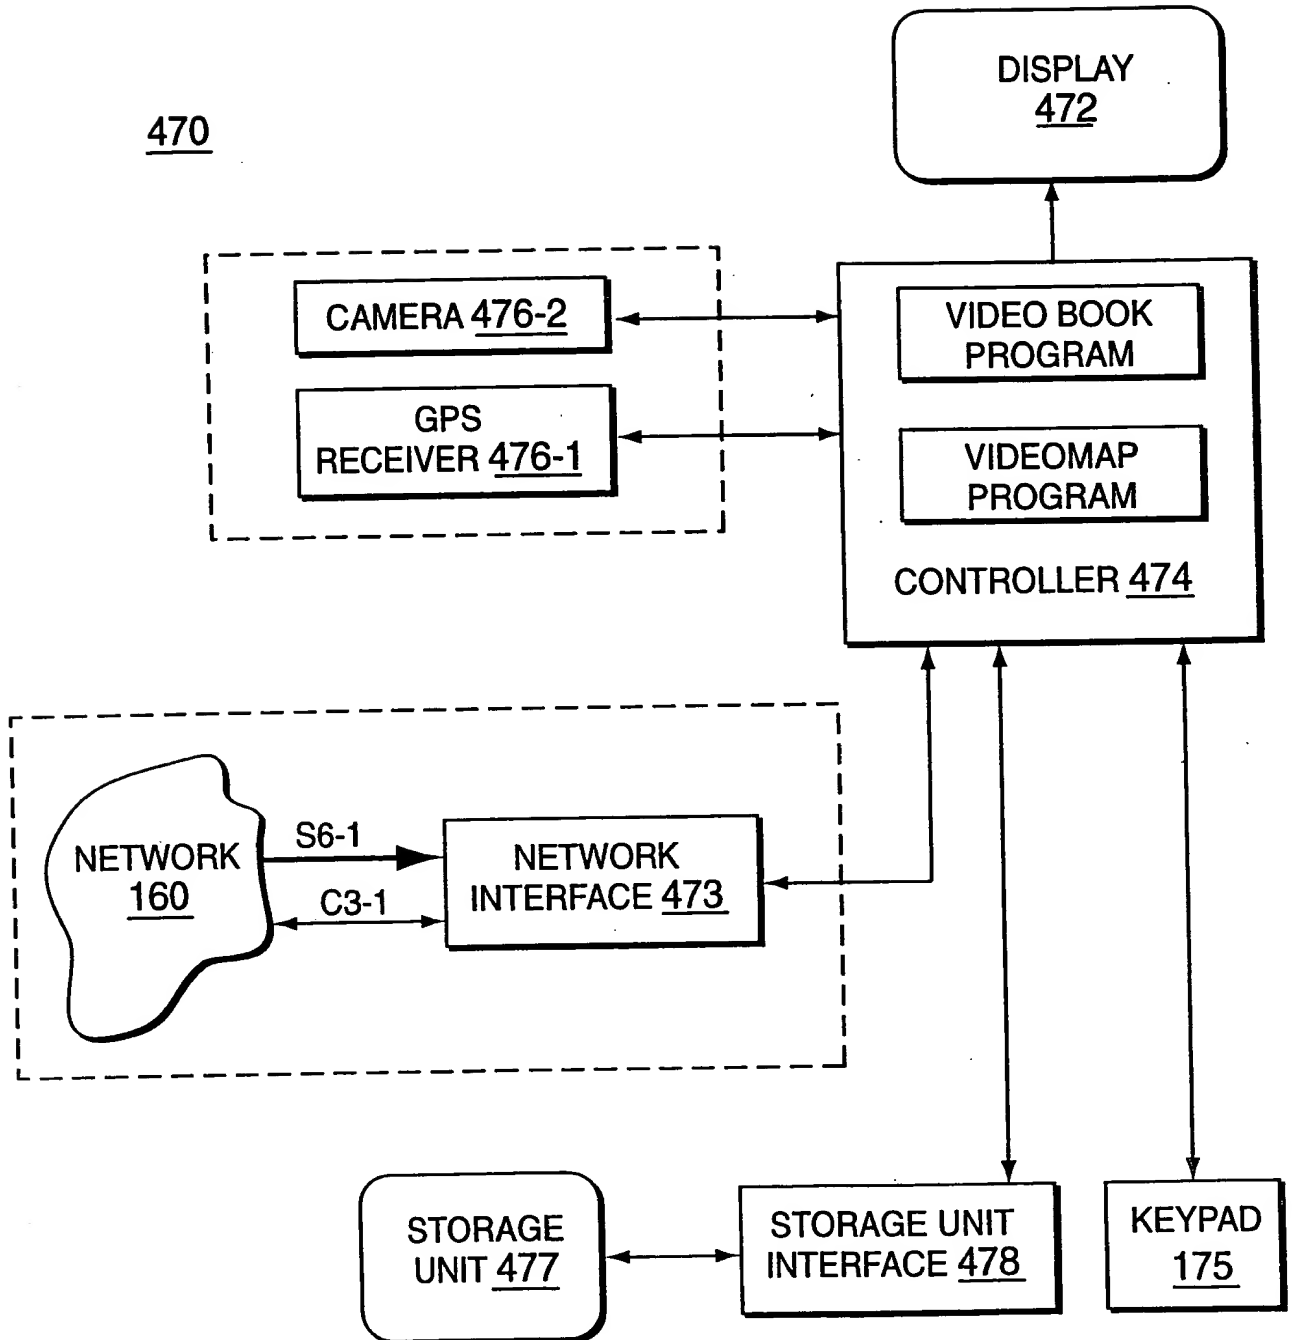 DISPLAY
472
470
CAMERA 476-2
GPS
RECEIVER 476-1
VIDEO BOOK
PROGRAM
VIDEOMAP
PROGRAM
CONTROLLER 474
NETWORK
160
S6-1
C3-1
NETWORK
INTERFACE 473
STORAGE
UNIT 477
STORAGE UNIT
INTERFACE 478
KEYPAD
175